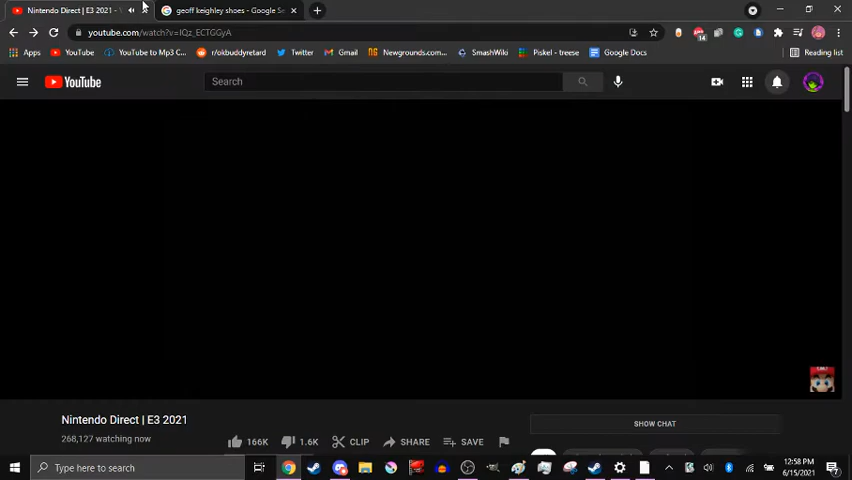 Nintendo Direct | E3 2021 -
geoff keighley shoes - Google Se
youtube.com/watch?v=IQz_ECTGGyA
Apps YouTube YouTube to Mp3 C... r/okbuddyretard Twitter Gmail Newgrounds.com... SmashWiki Piskel - treese Google Docs Reading list
YouTube Search
Nintendo Direct | E3 2021
268,127 watching now
166K 1.6K CLIP SHARE SAVE
SHOW CHAT
Type here to search
12:58 PM
6/15/2021